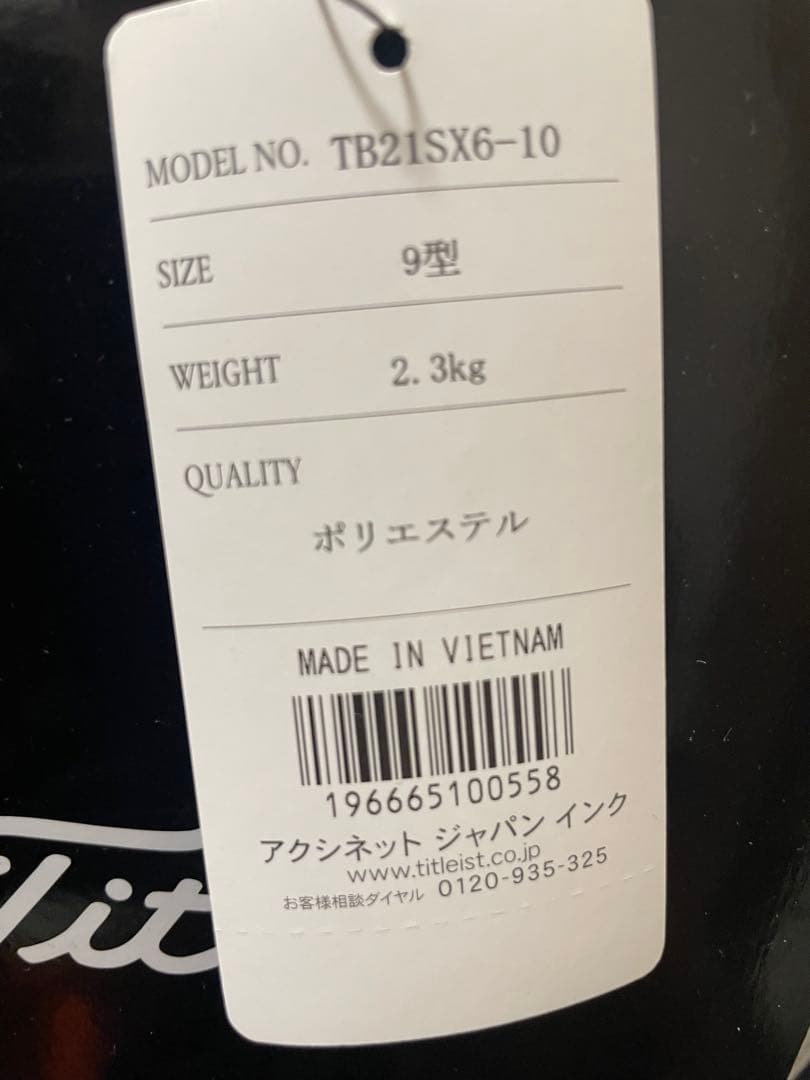 MODEL NO. TB21SX6-10
SIZE 9型
WEIGHT 2.3kg
QUALITY
ポリエステル
MADE IN VIETNAM
196665100558
アクシネット ジャパン インク
www.titleist.co.jp
お客様相談ダイヤル 0120-935-325